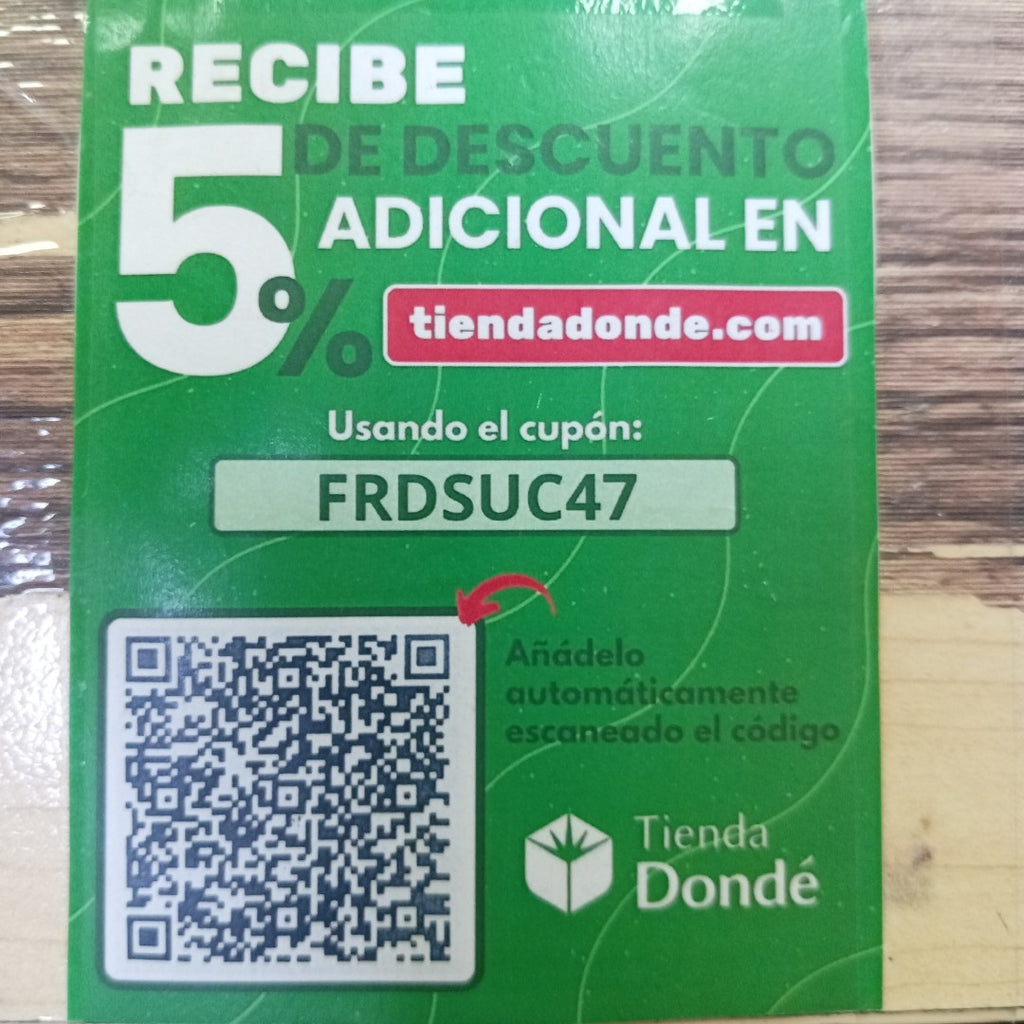 RECIBE
5% DE DESCUENTO
ADICIONAL EN
tiendadonde.com
Usando el cupón:
FRDSUC47
Añádelo
automáticamente
escaneado el código
Tienda
Dondé